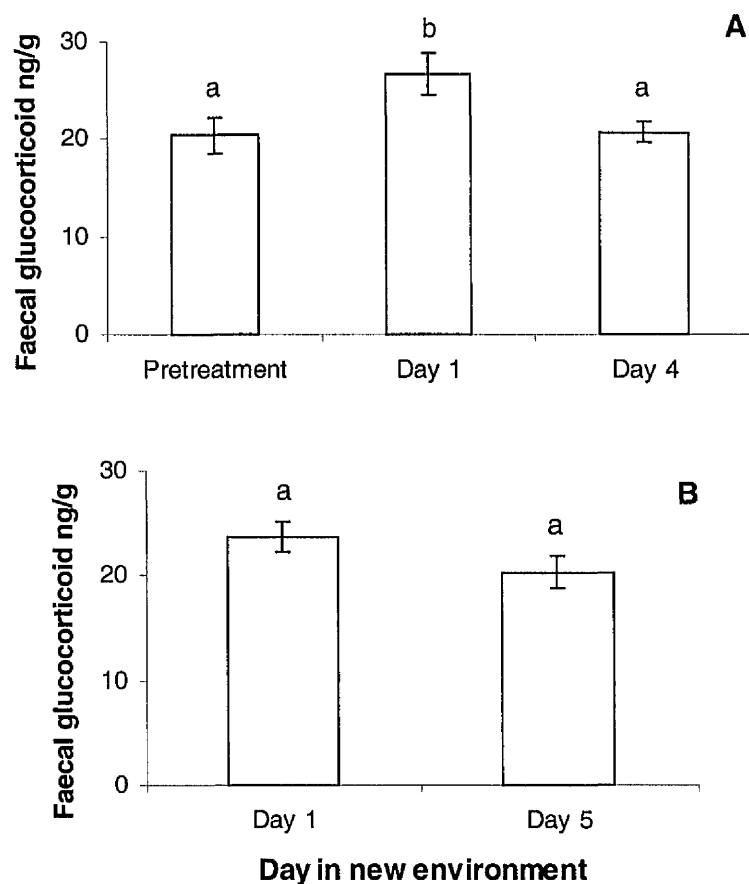 A
Faecal glucocorticoid ng/g
30
20
10
0
a
b
a
Pretreatment
Day 1
Day 4
B
Faecal glucocorticoid ng/g
30
20
10
0
a
a
Day 1
Day 5
Day in new environment